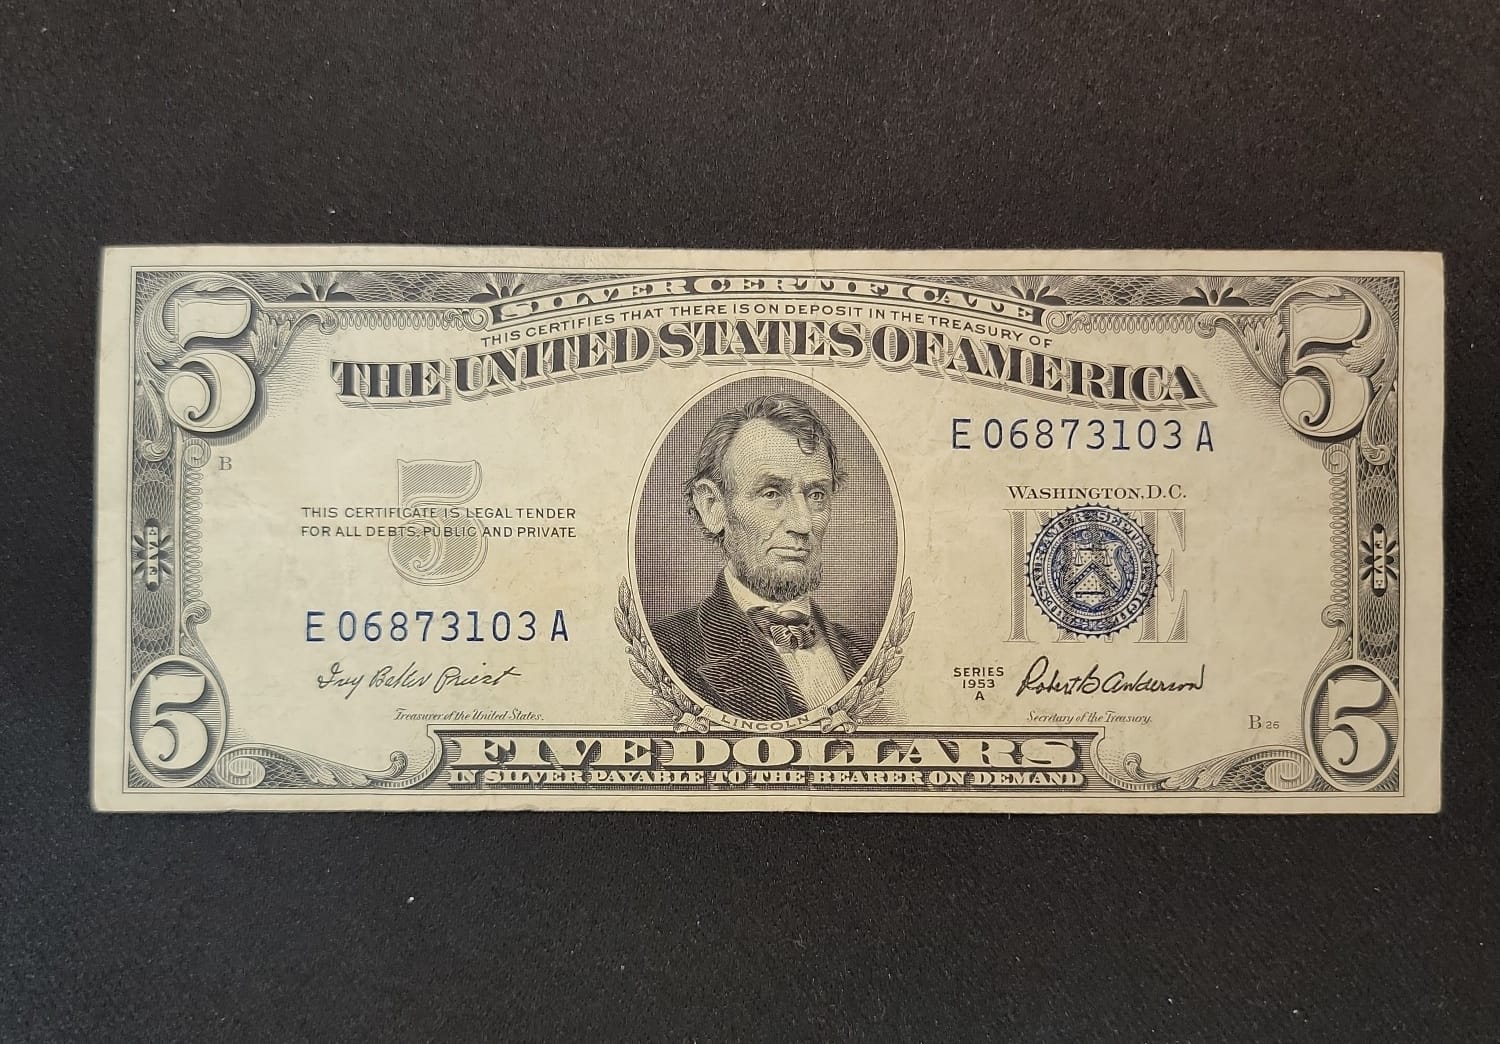 5
5
SILVER CERTIFICATE
THIS CERTIFIES THAT THERE IS ON DEPOSIT IN THE TREASURY OF
THE UNITED STATES OF AMERICA
E 06873103 A
B
5
THIS CERTIFICATE IS LEGAL TENDER
FOR ALL DEBTS, PUBLIC AND PRIVATE
WASHINGTON, D.C.
FIVE
FIVE
FIVE
E 06873103 A
Ivy Baker Priest
Treasurer of the United States.
SERIES
1953
A
Robert B Anderson
Secretary of the Treasury.
LINCOLN
B 26
5
5
FIVE DOLLARS
IN SILVER PAYABLE TO THE BEARER ON DEMAND